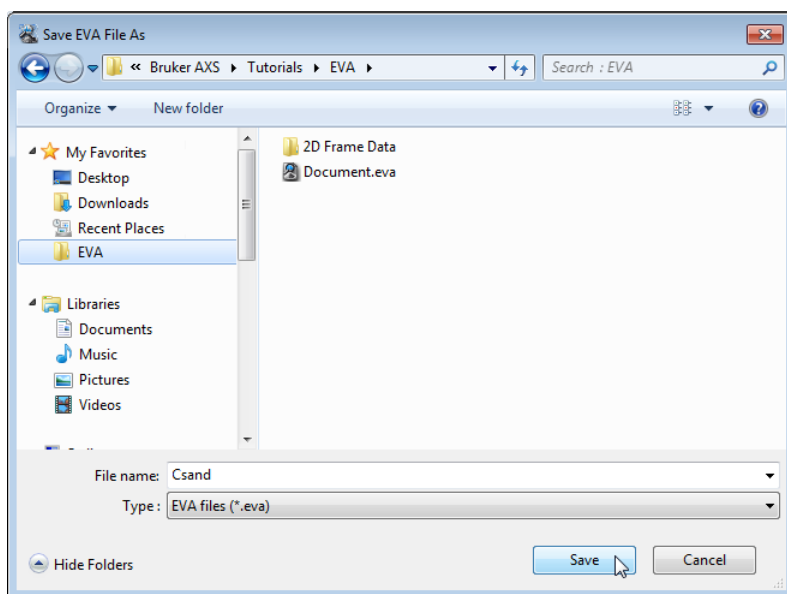 Save EVA File As
« Bruker AXS Tutorials EVA
Search : EVA
Organize New folder
My Favorites
Desktop
Downloads
Recent Places
EVA
Libraries
Documents
Music
Pictures
Videos
2D Frame Data
Document.eva
File name: Csand
Type : EVA files (*.eva)
Hide Folders
Save Cancel